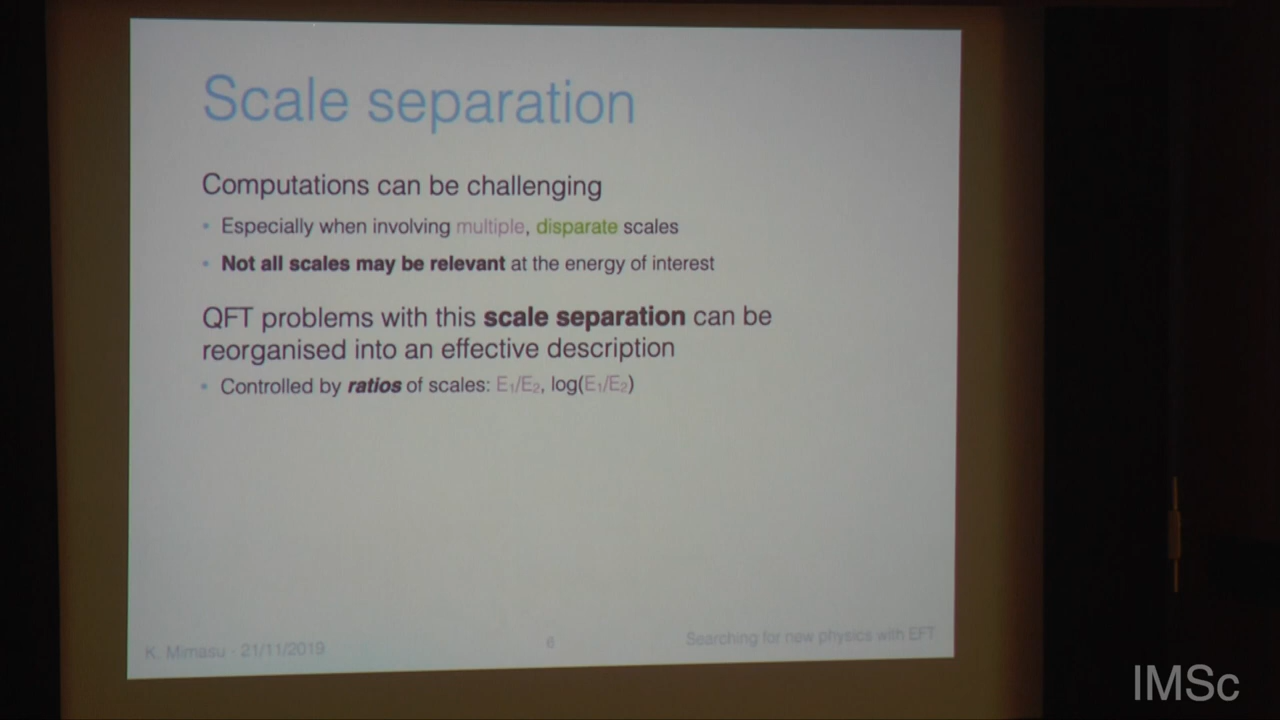 Scale separation
Computations can be challenging
• Especially when involving multiple, disparate scales
• Not all scales may be relevant at the energy of interest
QFT problems with this scale separation can be
reorganised into an effective description
• Controlled by ratios of scales: E₁/E₂, log(E₁/E₂)
K. Mimasu - 21/11/2019
6
Searching for new physics with EFT
IMSc